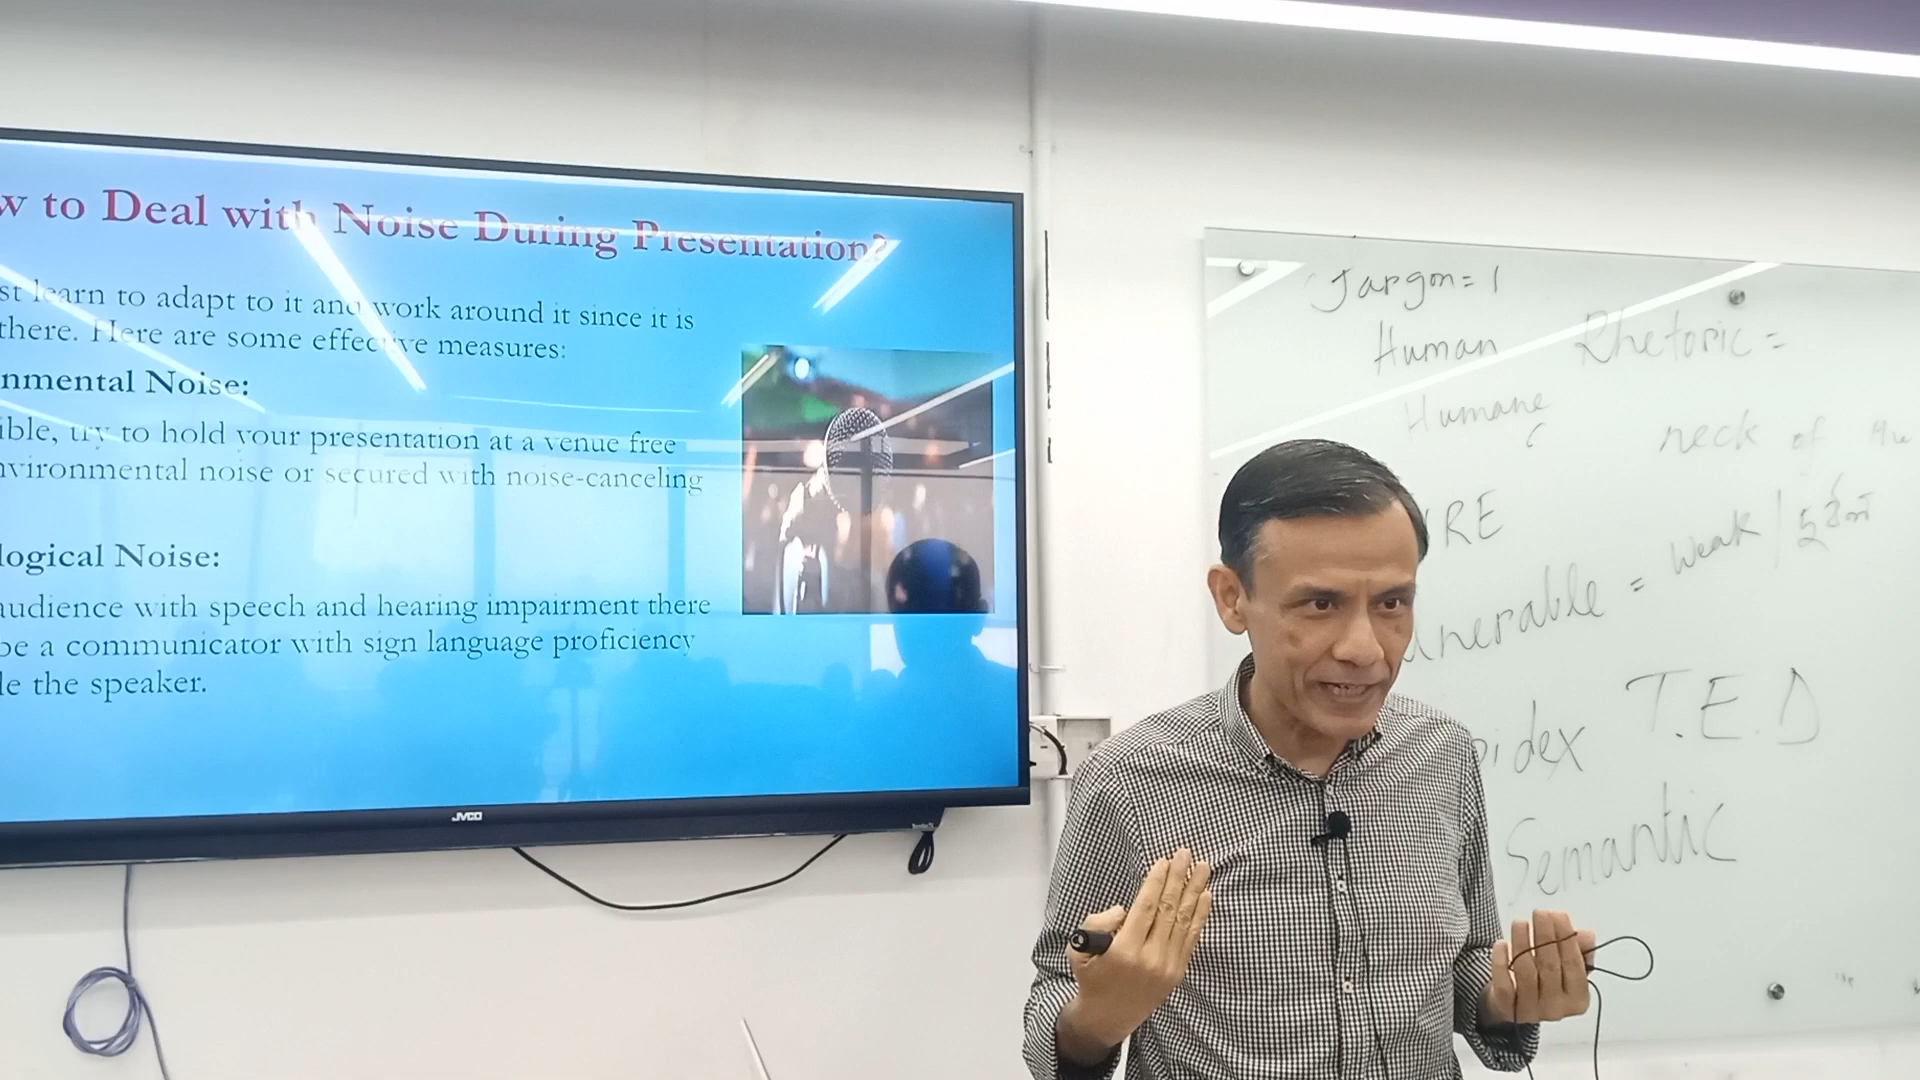 w to Deal with Noise During Presentation?
st learn to adapt to it and work around it since it is
there. Here are some effective measures:
nmental Noise:
ible, try to hold your presentation at a venue free
nvironmental noise or secured with noise-canceling
logical Noise:
audience with speech and hearing impairment there
be a communicator with sign language proficiency
le the speaker.
JVCO
Jargon = 1
Human Rhetoric =
Humane
neck of the
RE
ulnerable = weak /
pidex T.E.D
Semantic